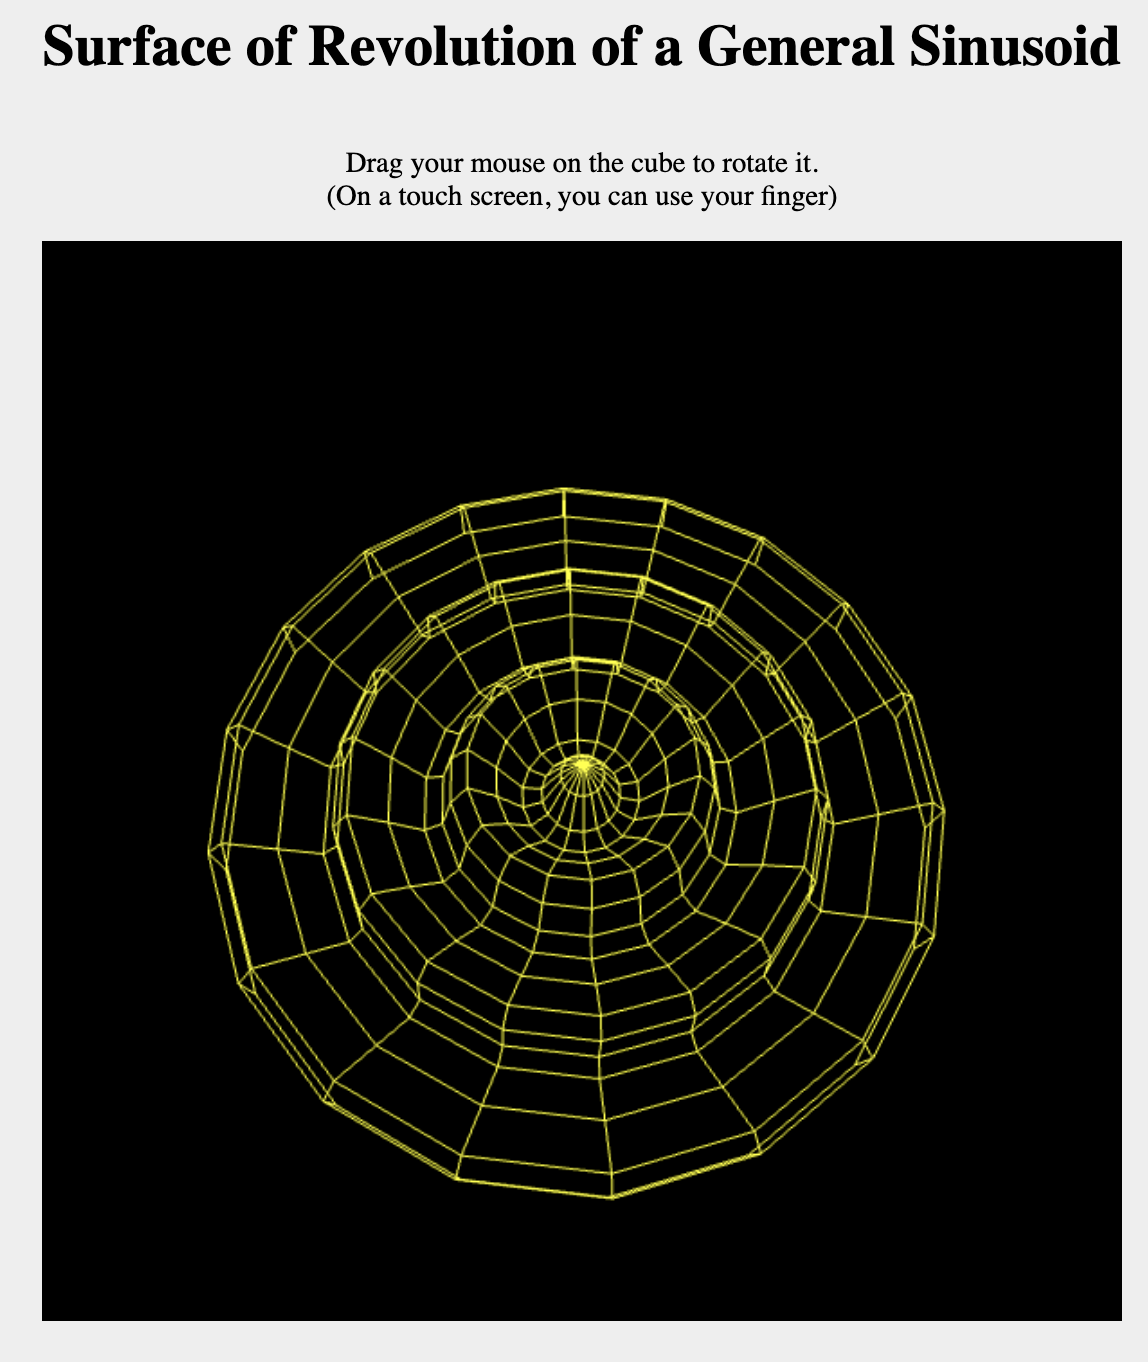 Surface of Revolution of a General Sinusoid
Drag your mouse on the cube to rotate it.
(On a touch screen, you can use your finger)